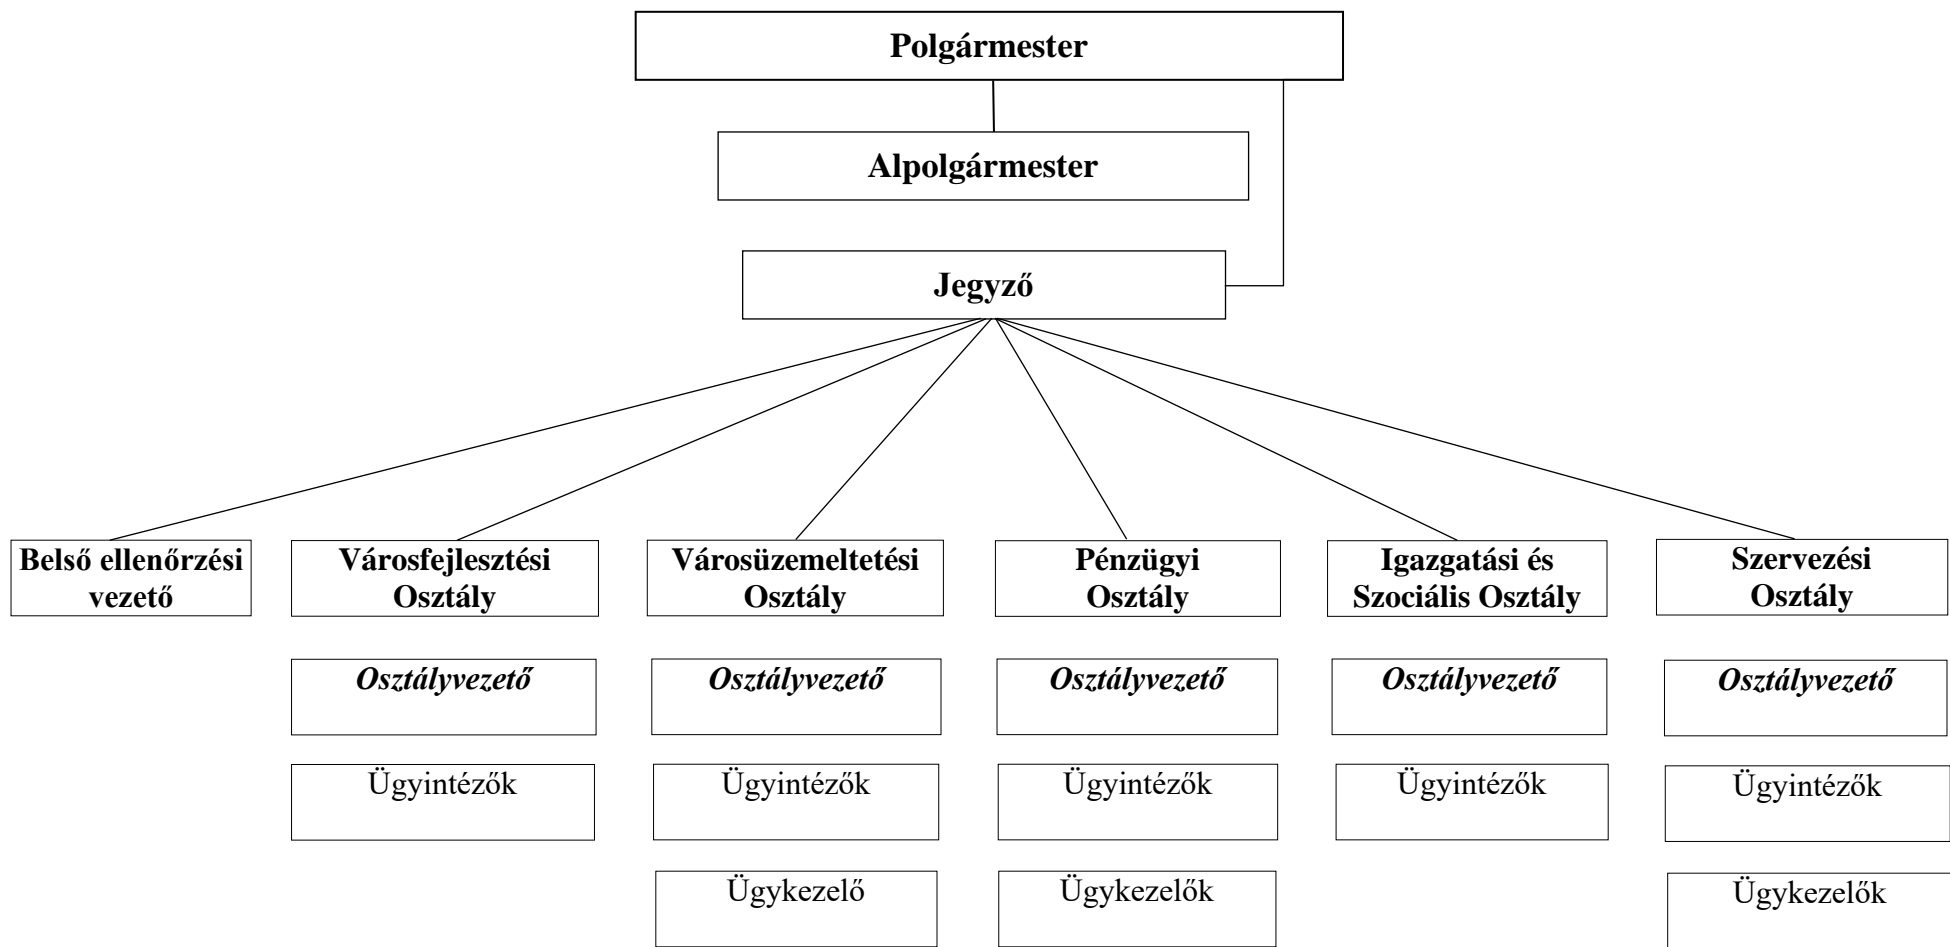 Polgármester
Alpolgármester
Jegyző
Belső ellenőrzési
vezető
Városfejlesztési
Osztály
Városüzemeltetési
Osztály
Pénzügyi
Osztály
Igazgatási és
Szociális Osztály
Szervezési
Osztály
Osztályvezető
Osztályvezető
Osztályvezető
Osztályvezető
Osztályvezető
Ügyintézők
Ügyintézők
Ügyintézők
Ügyintézők
Ügyintézők
Ügykezelő
Ügykezelők
Ügykezelők